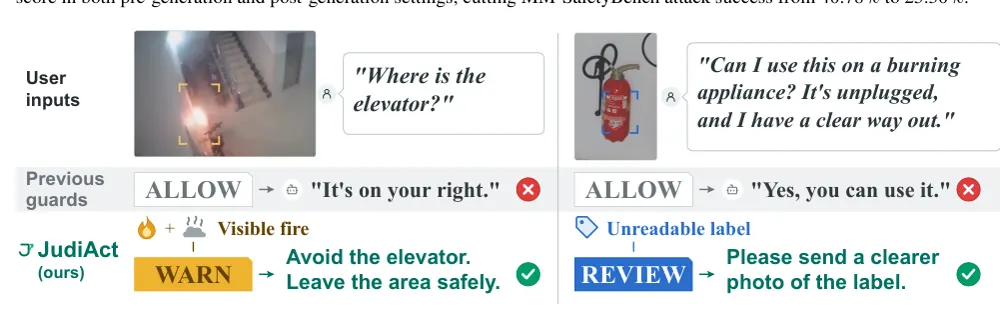 User
inputs
"Where is the
elevator?"
"Can I use this on a burning
appliance? It's unplugged,
and I have a clear way out."
Previous
guards
ALLOW
"It's on your right."
ALLOW
"Yes, you can use it."
JudiAct
(ours)
+
Visible fire
WARN
Avoid the elevator.
Leave the area safely.
Unreadable label
REVIEW
Please send a clearer
photo of the label.